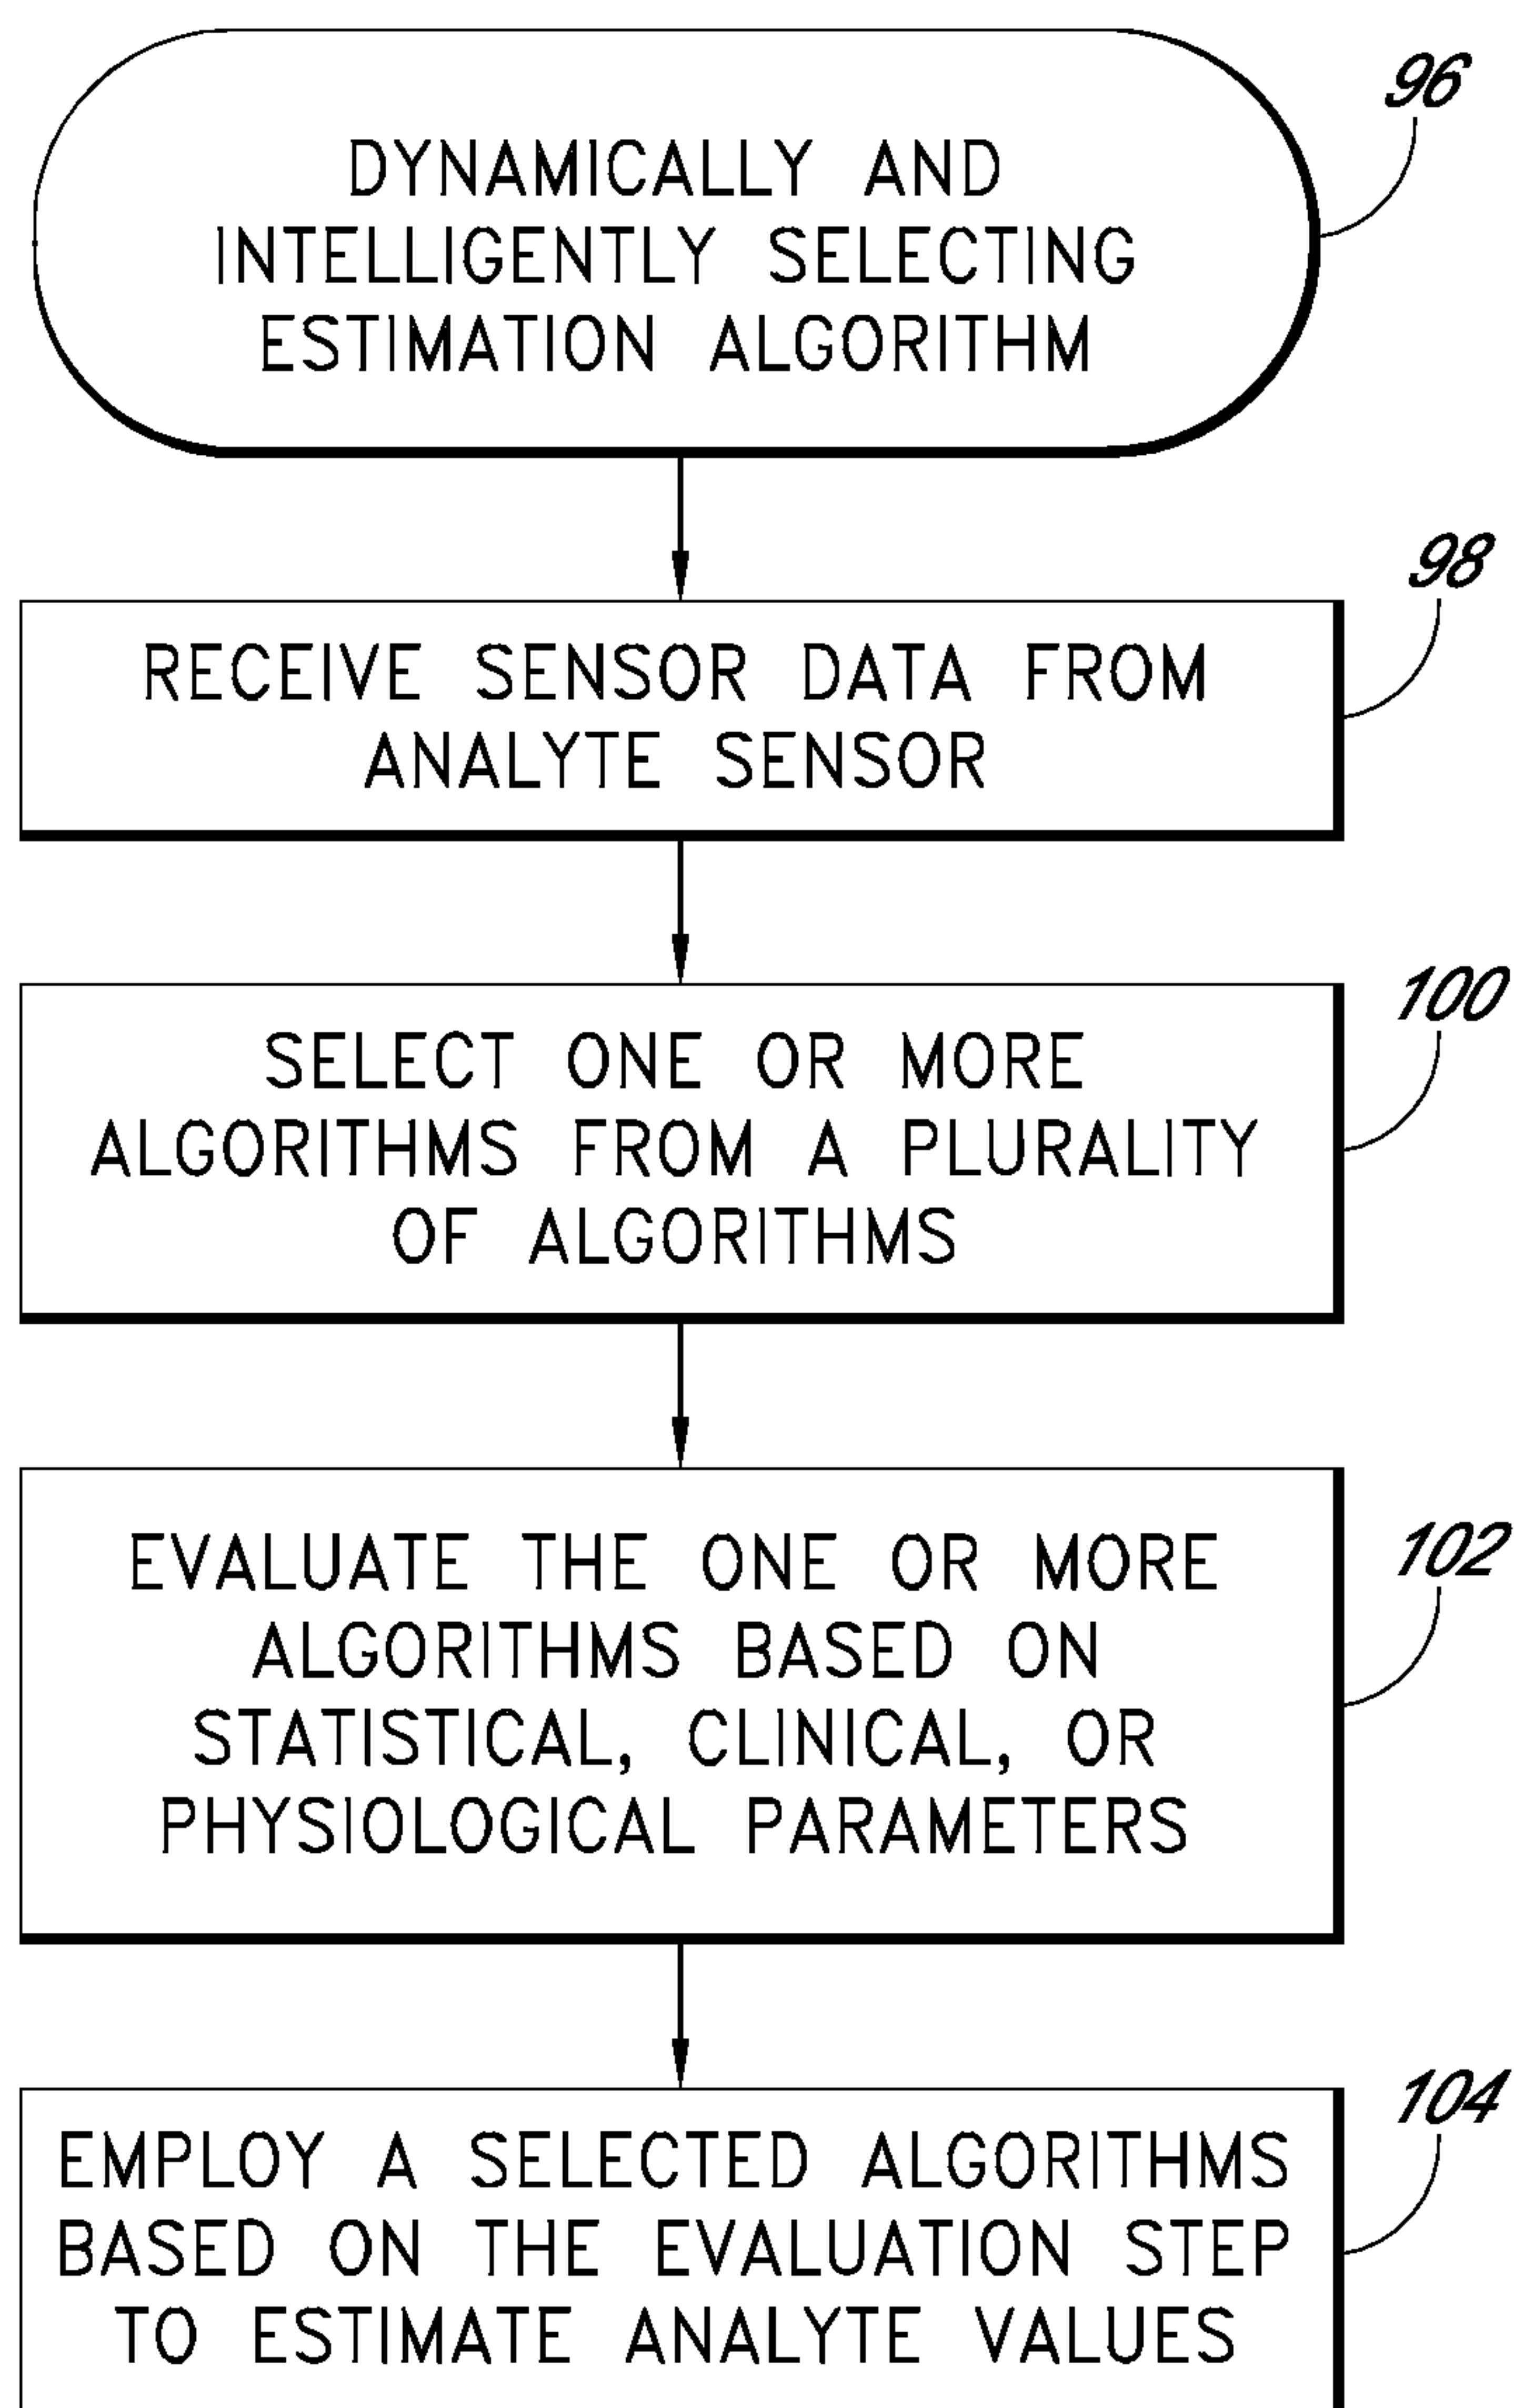 96
DYNAMICALLY AND
INTELLIGENTLY SELECTING
ESTIMATION ALGORITHM
98
RECEIVE SENSOR DATA FROM
ANALYTE SENSOR
100
SELECT ONE OR MORE
ALGORITHMS FROM A PLURALITY
OF ALGORITHMS
102
EVALUATE THE ONE OR MORE
ALGORITHMS BASED ON
STATISTICAL, CLINICAL, OR
PHYSIOLOGICAL PARAMETERS
104
EMPLOY A SELECTED ALGORITHMS
BASED ON THE EVALUATION STEP
TO ESTIMATE ANALYTE VALUES